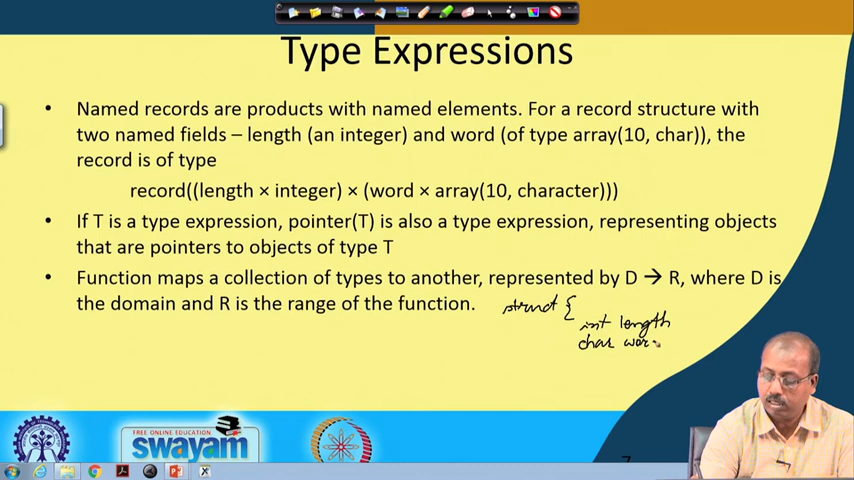 Type Expressions
• Named records are products with named elements. For a record structure with
two named fields – length (an integer) and word (of type array(10, char)), the
record is of type
record((length × integer) × (word × array(10, character)))
• If T is a type expression, pointer(T) is also a type expression, representing objects
that are pointers to objects of type T
• Function maps a collection of types to another, represented by D → R, where D is
the domain and R is the range of the function.
struct {
int length
char wor
FREE ONLINE EDUCATION
swayam
7